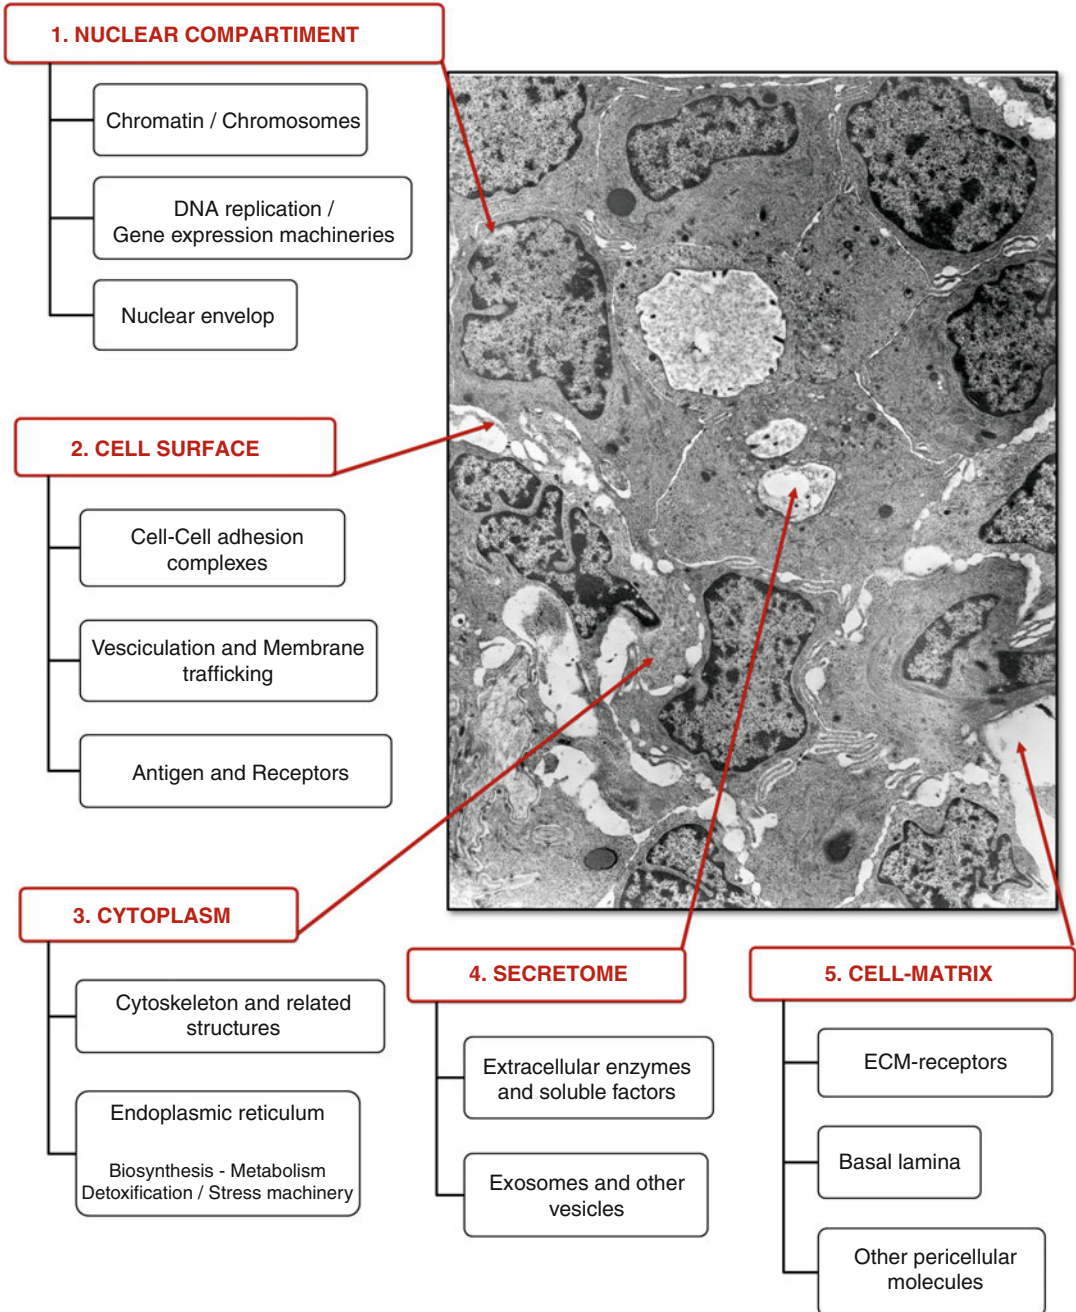 1. NUCLEAR COMPARTIMENT
Chromatin / Chromosomes
DNA replication /
Gene expression machineries
Nuclear envelop
2. CELL SURFACE
Cell-Cell adhesion
complexes
Vesciculation and Membrane
trafficking
Antigen and Receptors
3. CYTOPLASM
Cytoskeleton and related
structures
Endoplasmic reticulum
Biosynthesis - Metabolism
Detoxification / Stress machinery
4. SECRETOME
Extracellular enzymes
and soluble factors
Exosomes and other
vesicles
5. CELL-MATRIX
ECM-receptors
Basal lamina
Other pericellular
molecules